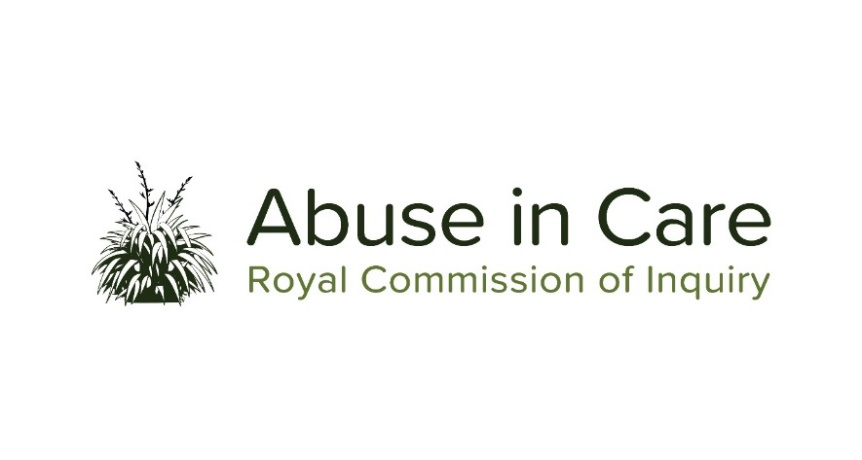 Abuse in Care
Royal Commission of Inquiry